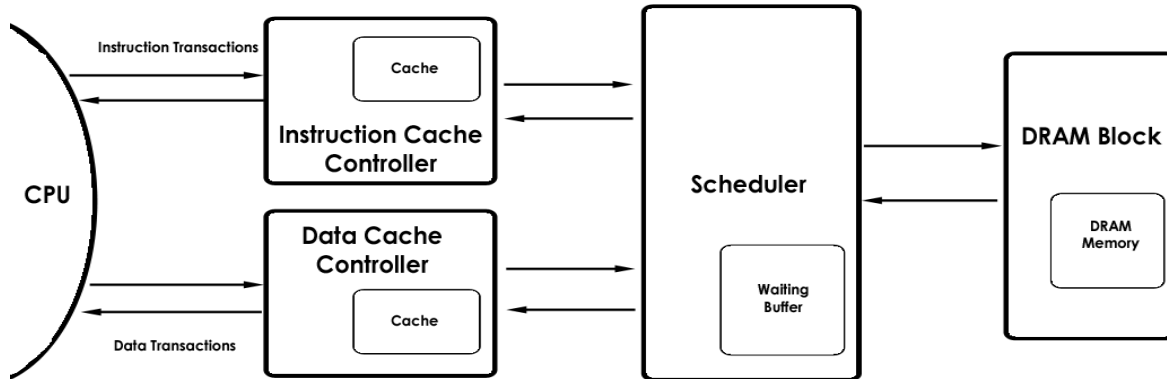 CPU
Instruction Transactions
Cache
Instruction Cache
Controller
Data Cache
Controller
Cache
Data Transactions
Scheduler
Waiting
Buffer
DRAM Block
DRAM
Memory